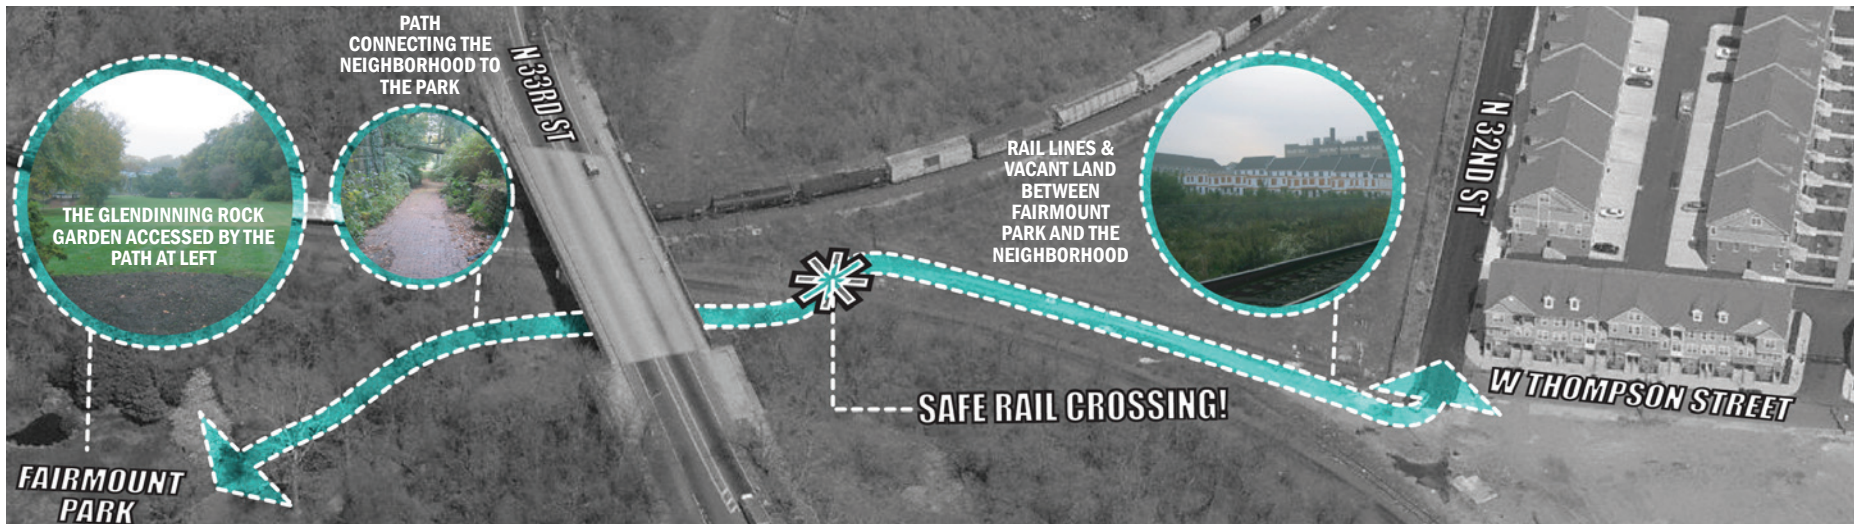 PATH
CONNECTING THE
NEIGHBORHOOD TO
THE PARK
N 33RD ST
THE GLENDINNING ROCK
GARDEN ACCESSED BY THE
PATH AT LEFT
RAIL LINES &
VACANT LAND
BETWEEN
FAIRMOUNT
PARK AND THE
NEIGHBORHOOD
N 32ND ST
SAFE RAIL CROSSING!
W THOMPSON STREET
FAIRMOUNT
PARK